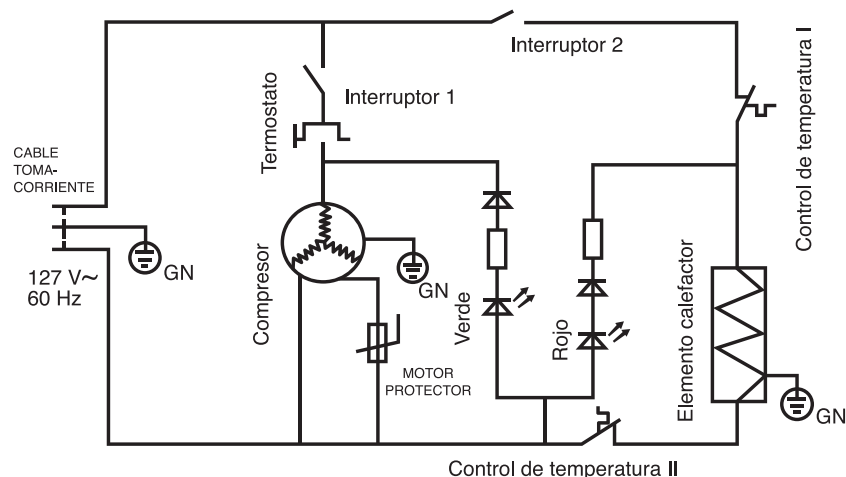 Interruptor 2
Interruptor 1
Termostato
Control de temperatura I
CABLE
TOMA-
CORRIENTE
GN
127 V~
60 Hz
Compresor
GN
Verde
Rojo
MOTOR
PROTECTOR
Elemento calefactor
GN
Control de temperatura II